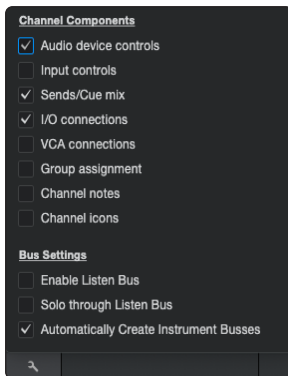 Channel Components
Audio device controls
Input controls
Sends/Cue mix
I/O connections
VCA connections
Group assignment
Channel notes
Channel icons
Bus Settings
Enable Listen Bus
Solo through Listen Bus
Automatically Create Instrument Busses